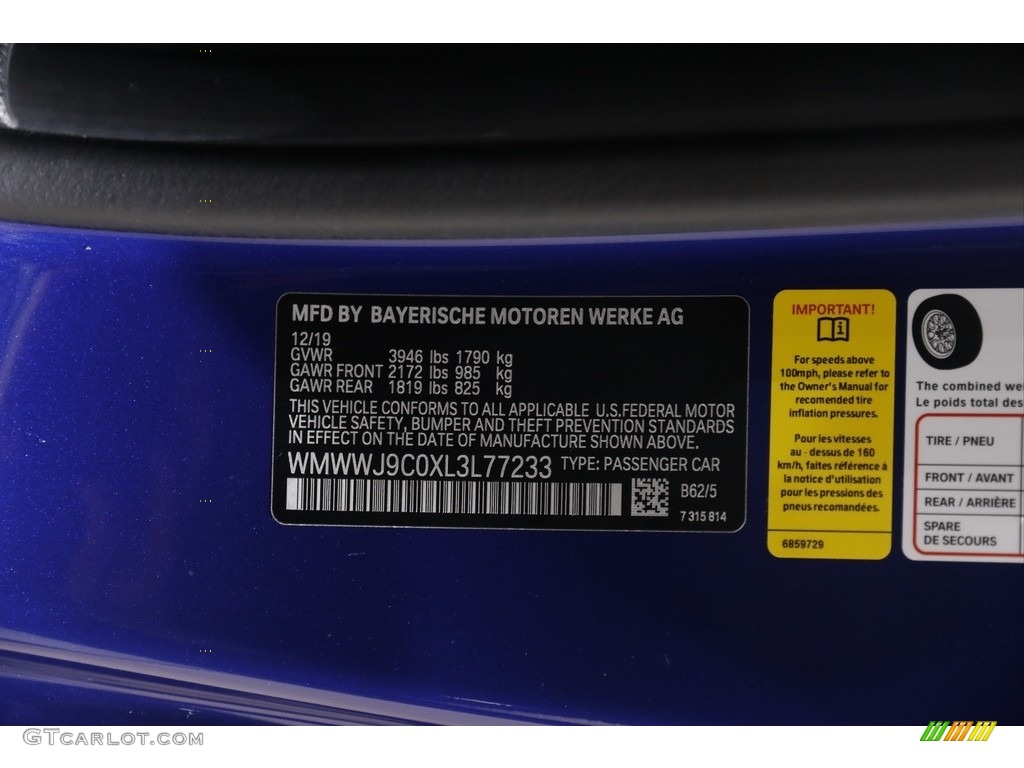 MFD BY BAYERISCHE MOTOREN WERKE AG
12/19
GVWR 3946 lbs 1790 kg
GAWR FRONT 2172 lbs 985 kg
GAWR REAR 1819 lbs 825 kg
THIS VEHICLE CONFORMS TO ALL APPLICABLE U.S.FEDERAL MOTOR
VEHICLE SAFETY, BUMPER AND THEFT PREVENTION STANDARDS
IN EFFECT ON THE DATE OF MANUFACTURE SHOWN ABOVE.
WMWWJ9C0XL3L77233 TYPE: PASSENGER CAR
B62/5
7 315 814
IMPORTANT!
For speeds above
100mph, please refer to
the Owner's Manual for
recomended tire
inflation pressures.
Pour les vitesses
au - dessus de 160
km/h, faites référence à
la notice d'utilisation
pour les pressions des
pneus recomandées.
6859729
The combined wei
Le poids total des
TIRE / PNEU
FRONT / AVANT
REAR / ARRIÈRE
SPARE
DE SECOURS
GTCARLOT.COM